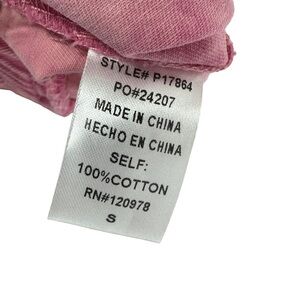 STYLE# P17864
PO#24207
MADE IN CHINA
HECHO EN CHINA
SELF:
100%COTTON
RN#120978
S